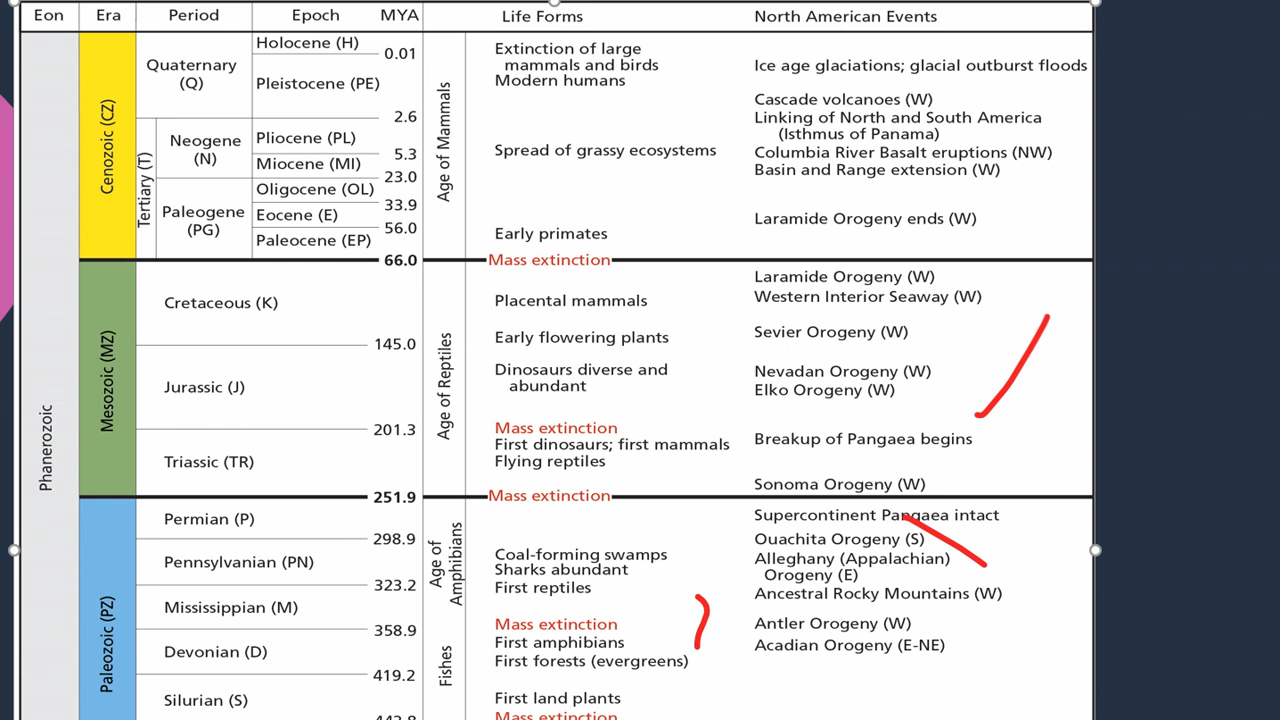 Eon Era Period Epoch MYA Life Forms North American Events
Phanerozoic
Cenozoic (CZ)
Quaternary
(Q)
Tertiary (T)
Neogene
(N)
Paleogene
(PG)
Holocene (H)
0.01
Pleistocene (PE)
2.6
Pliocene (PL)
5.3
Miocene (MI)
23.0
Oligocene (OL)
33.9
Eocene (E)
56.0
Paleocene (EP)
66.0
Age of Mammals
Extinction of large
mammals and birds
Modern humans
Spread of grassy ecosystems
Early primates
Mass extinction
Ice age glaciations; glacial outburst floods
Cascade volcanoes (W)
Linking of North and South America
(Isthmus of Panama)
Columbia River Basalt eruptions (NW)
Basin and Range extension (W)
Laramide Orogeny ends (W)
Mesozoic (MZ)
Cretaceous (K)
145.0
Jurassic (J)
201.3
Triassic (TR)
251.9
Age of Reptiles
Placental mammals
Early flowering plants
Dinosaurs diverse and
abundant
Mass extinction
First dinosaurs; first mammals
Flying reptiles
Mass extinction
Laramide Orogeny (W)
Western Interior Seaway (W)
Sevier Orogeny (W)
Nevadan Orogeny (W)
Elko Orogeny (W)
Breakup of Pangaea begins
Sonoma Orogeny (W)
Paleozoic (PZ)
Permian (P)
298.9
Pennsylvanian (PN)
323.2
Mississippian (M)
358.9
Devonian (D)
419.2
Silurian (S)
443.8
Age of
Amphibians
Fishes
Coal-forming swamps
Sharks abundant
First reptiles
Mass extinction
First amphibians
First forests (evergreens)
First land plants
Mass extinction
Supercontinent Pangaea intact
Ouachita Orogeny (S)
Alleghany (Appalachian)
Orogeny (E)
Ancestral Rocky Mountains (W)
Antler Orogeny (W)
Acadian Orogeny (E-NE)